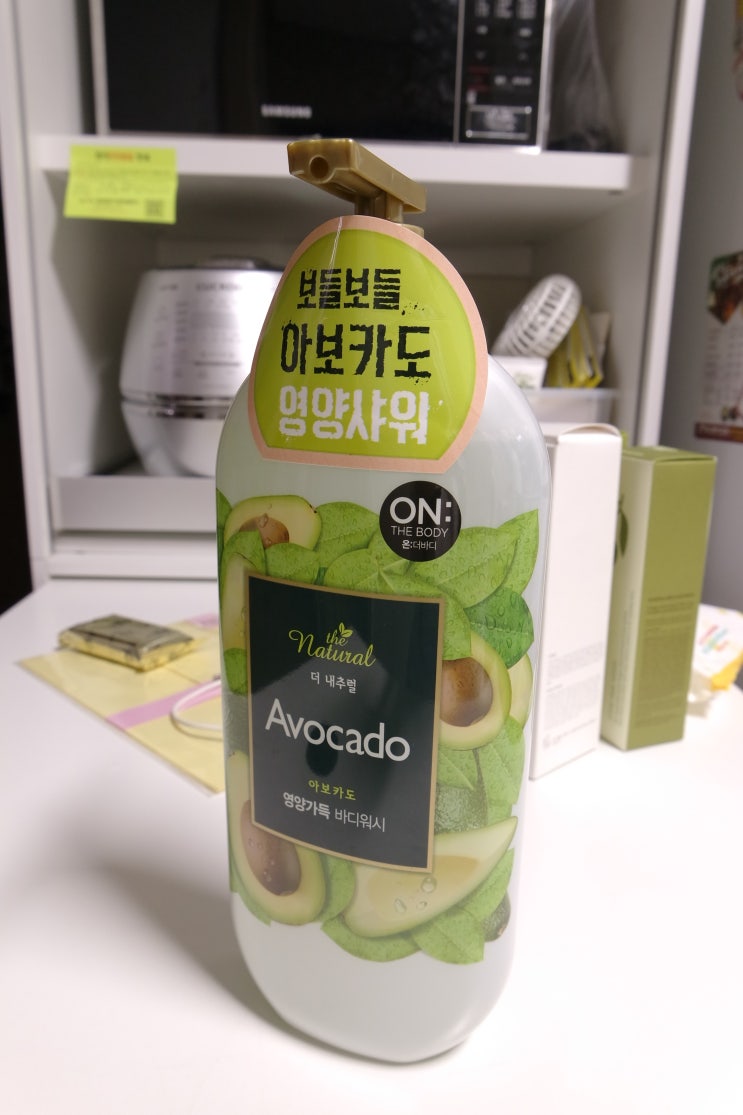 SAMSUNG
보들보들
아보카도
영양샤워
ON:
THE BODY
온:더바디
the
Natural
더 내추럴
Avocado
아보카도
영양가득 바디워시